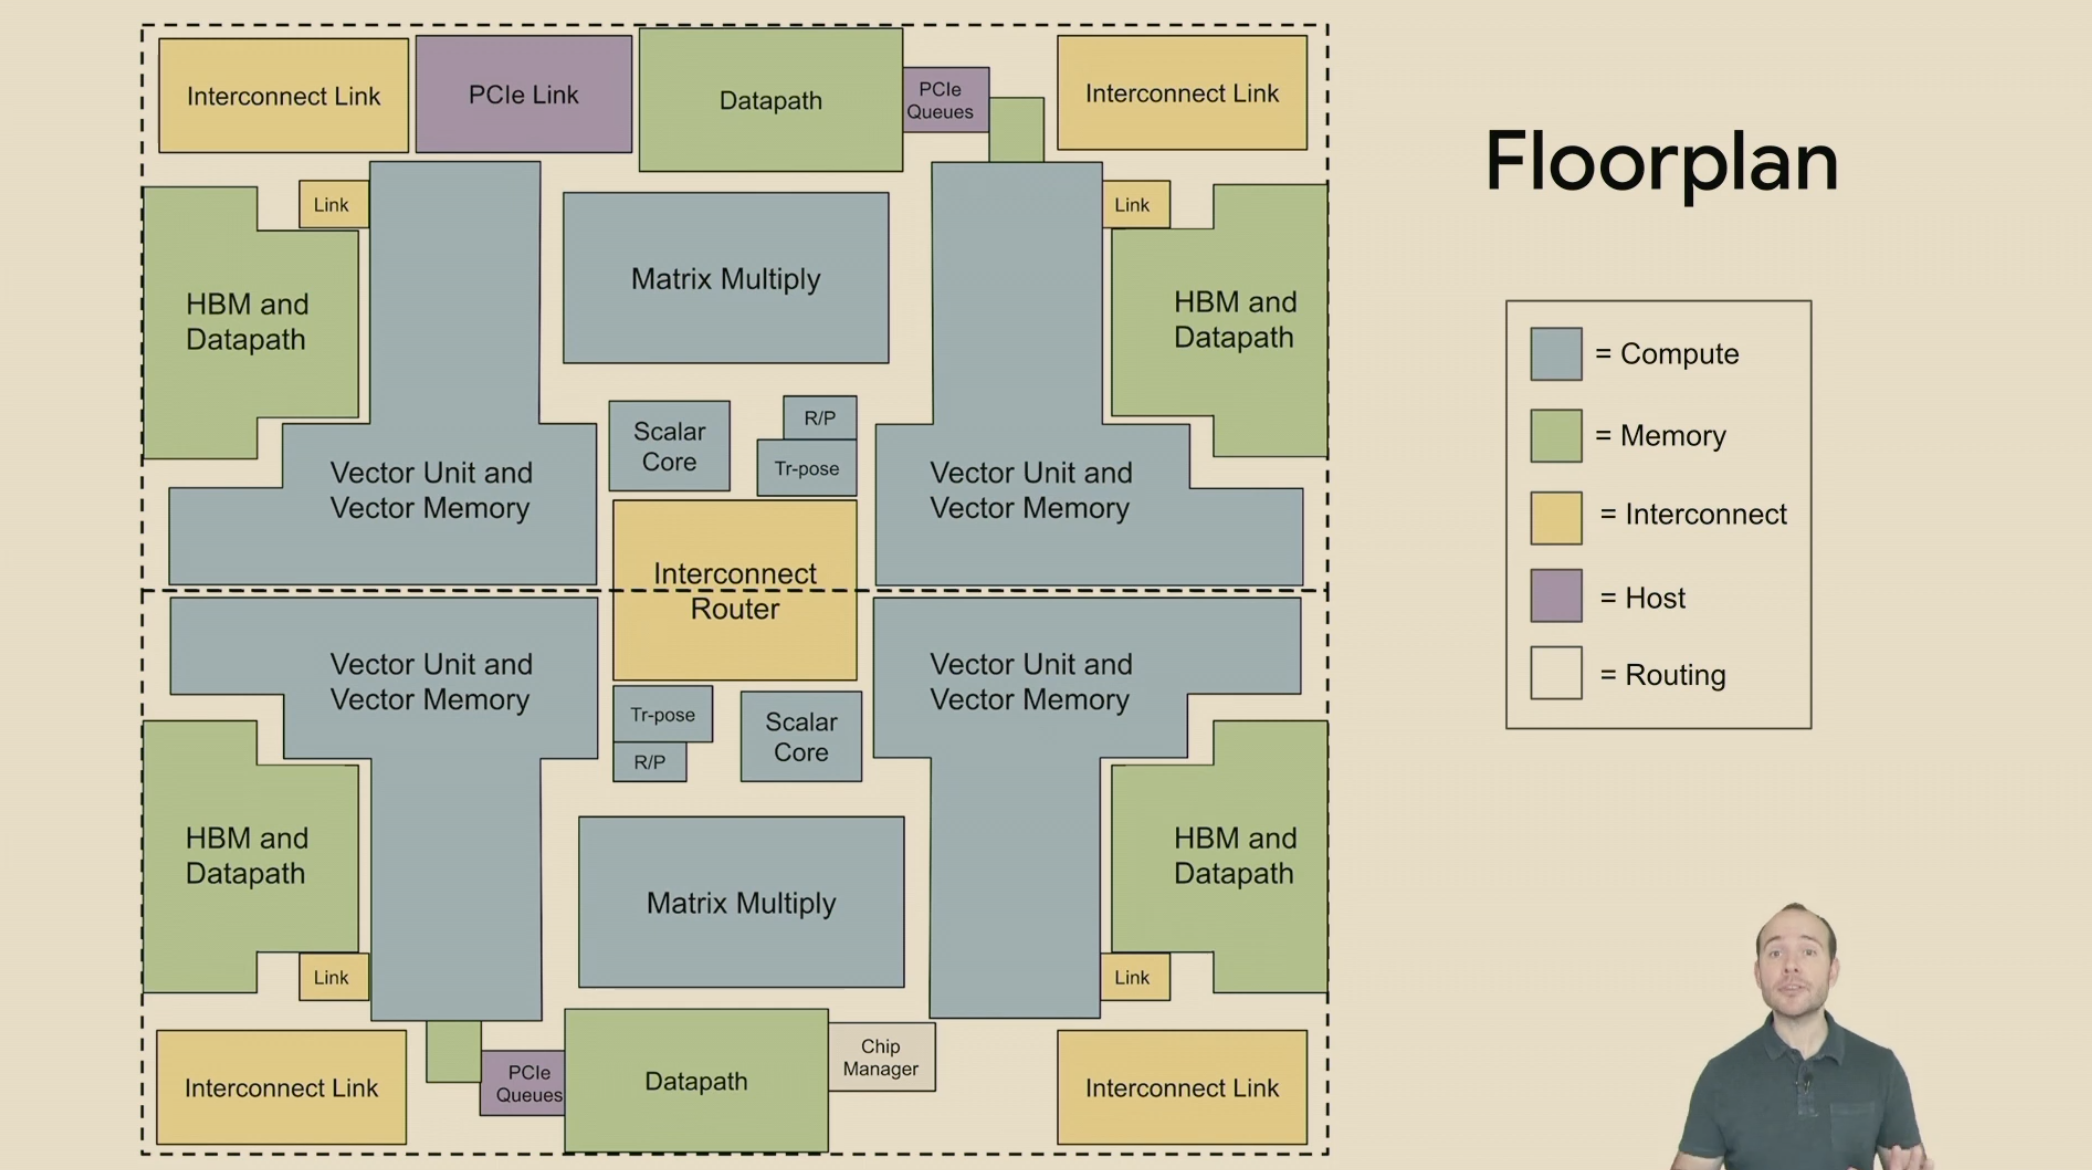 Floorplan
Interconnect Link
PCIe Link
Datapath
PCIe
Queues
Interconnect Link
Link
Link
HBM and
Datapath
Matrix Multiply
HBM and
Datapath
Scalar
Core
R/P
Tr-pose
Vector Unit and
Vector Memory
Vector Unit and
Vector Memory
Interconnect
Router
Vector Unit and
Vector Memory
Vector Unit and
Vector Memory
Tr-pose
R/P
Scalar
Core
HBM and
Datapath
Matrix Multiply
HBM and
Datapath
Link
Link
Interconnect Link
PCIe
Queues
Datapath
Chip
Manager
Interconnect Link
= Compute
= Memory
= Interconnect
= Host
= Routing